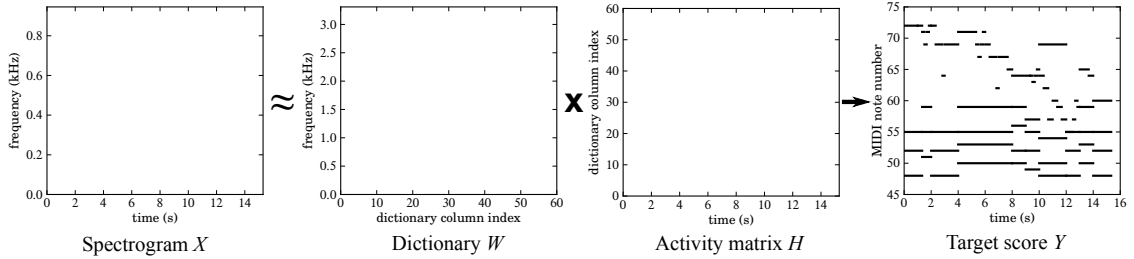 frequency (kHz)
0.8
0.6
0.4
0.2
0.0
0 2 4 6 8 10 12 14
time (s)
Spectrogram X
≈
frequency (kHz)
3.0
2.5
2.0
1.5
1.0
0.5
0.0
0 10 20 30 40 50 60
dictionary column index
Dictionary W
x
dictionary column index
60
50
40
30
20
10
0
0 2 4 6 8 10 12 14
time (s)
Activity matrix H
MIDI note number
75
70
65
60
55
50
45
0 2 4 6 8 10 12 14 16
time (s)
Target score Y